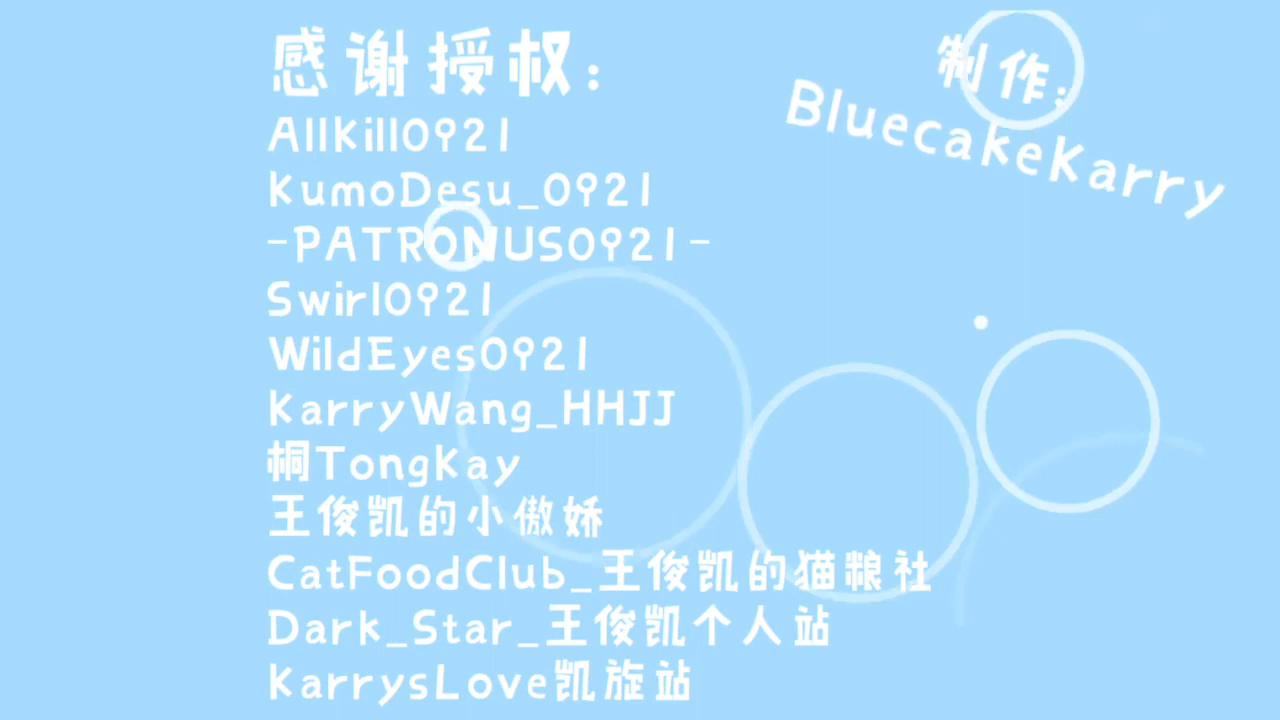 感谢授权：
AllKill0921
KumoDesu_0921
-PATRONUS0921-
Swirl0921
WildEyes0921
KarryWang_HHJJ
桐TongKay
王俊凯的小傲娇
CatFoodClub_王俊凯的猫粮社
Dark_Star_王俊凯个人站
KarrysLove凯旋站
制作：
BluecakeKarry